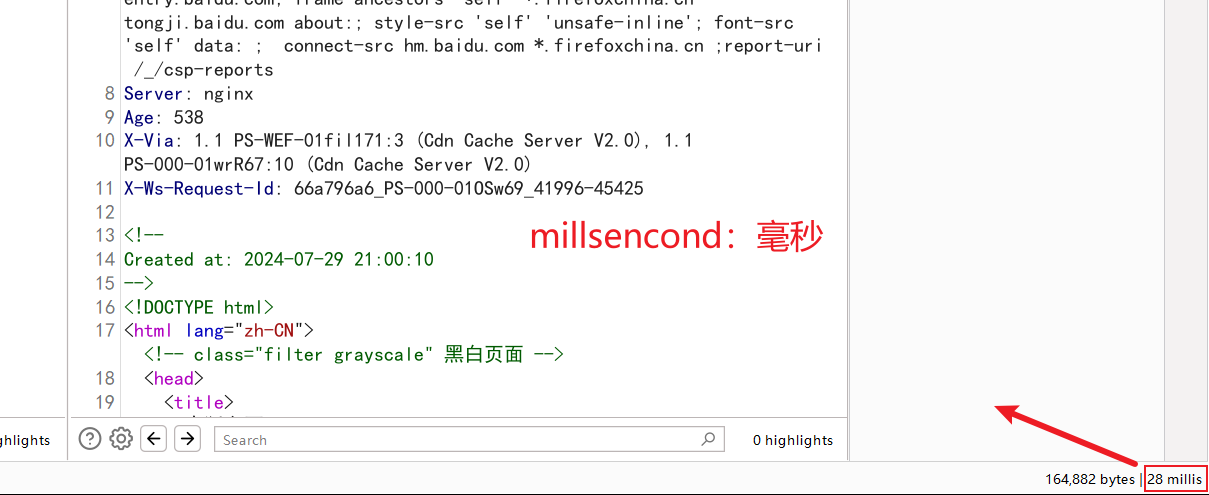 entry.baidu.com; frame-ancestors 'self' *.firefoxchina.cn
tongji.baidu.com about:; style-src 'self' 'unsafe-inline'; font-src
'self' data: ;  connect-src hm.baidu.com *.firefoxchina.cn ;report-uri
/_/csp-reports
8 Server: nginx
9 Age: 538
10 X-Via: 1.1 PS-WEF-01fil171:3 (Cdn Cache Server V2.0), 1.1
PS-000-01wrR67:10 (Cdn Cache Server V2.0)
11 X-Ws-Request-Id: 66a796a6_PS-000-01OSw69_41996-45425
12
millsencond：毫秒
13 <!--
14 Created at: 2024-07-29 21:00:10
15 -->
16 <!DOCTYPE html>
17 <html lang="zh-CN">
<!-- class="filter grayscale" 黑白页面 -->
18 <head>
19 <title>
ghlights
Search
0 highlights
164,882 bytes | 28 millis